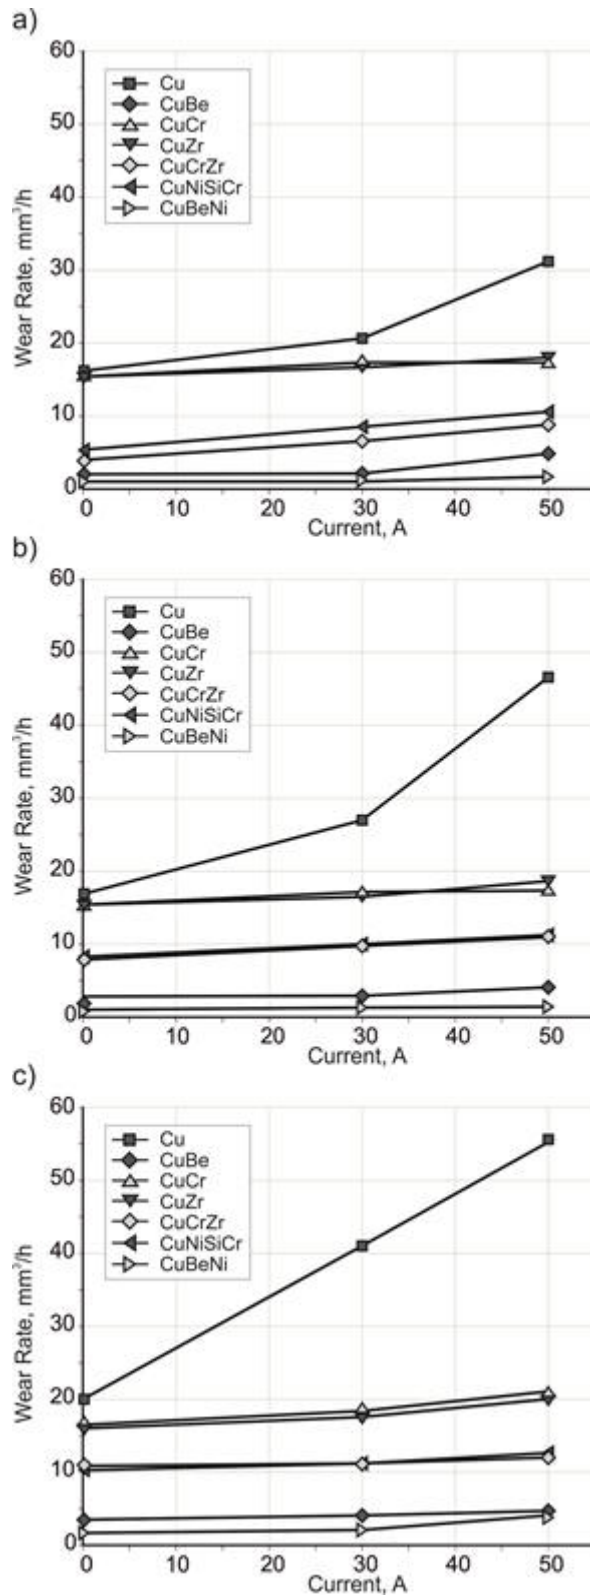 a)
60
50
40
30
20
10
0
Wear Rate, mm³/h
Cu
CuBe
CuCr
CuZr
CuCrZr
CuNiSiCr
CuBeNi
0 10 20 30 40 50
Current, A
b)
60
50
40
30
20
10
0
Wear Rate, mm³/h
Cu
CuBe
CuCr
CuZr
CuCrZr
CuNiSiCr
CuBeNi
0 10 20 30 40 50
Current, A
c)
60
50
40
30
20
10
0
Wear Rate, mm³/h
Cu
CuBe
CuCr
CuZr
CuCrZr
CuNiSiCr
CuBeNi
0 10 20 30 40 50
Current, A